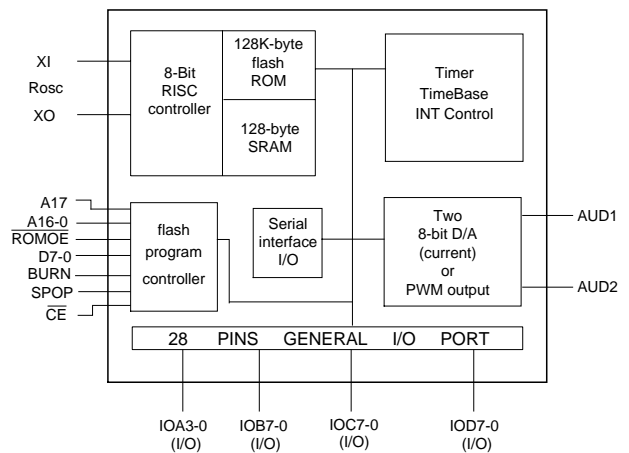 XI
Rosc
XO
8-Bit
RISC
controller
128K-byte
flash
ROM
128-byte
SRAM
Timer
TimeBase
INT Control
A17
A16-0
ROMOE
D7-0
BURN
SPOP
CE
flash
program
controller
Serial
interface
I/O
Two
8-bit D/A
(current)
or
PWM output
AUD1
AUD2
28 PINS GENERAL I/O PORT
IOA3-0
(I/O)
IOB7-0
(I/O)
IOC7-0
(I/O)
IOD7-0
(I/O)